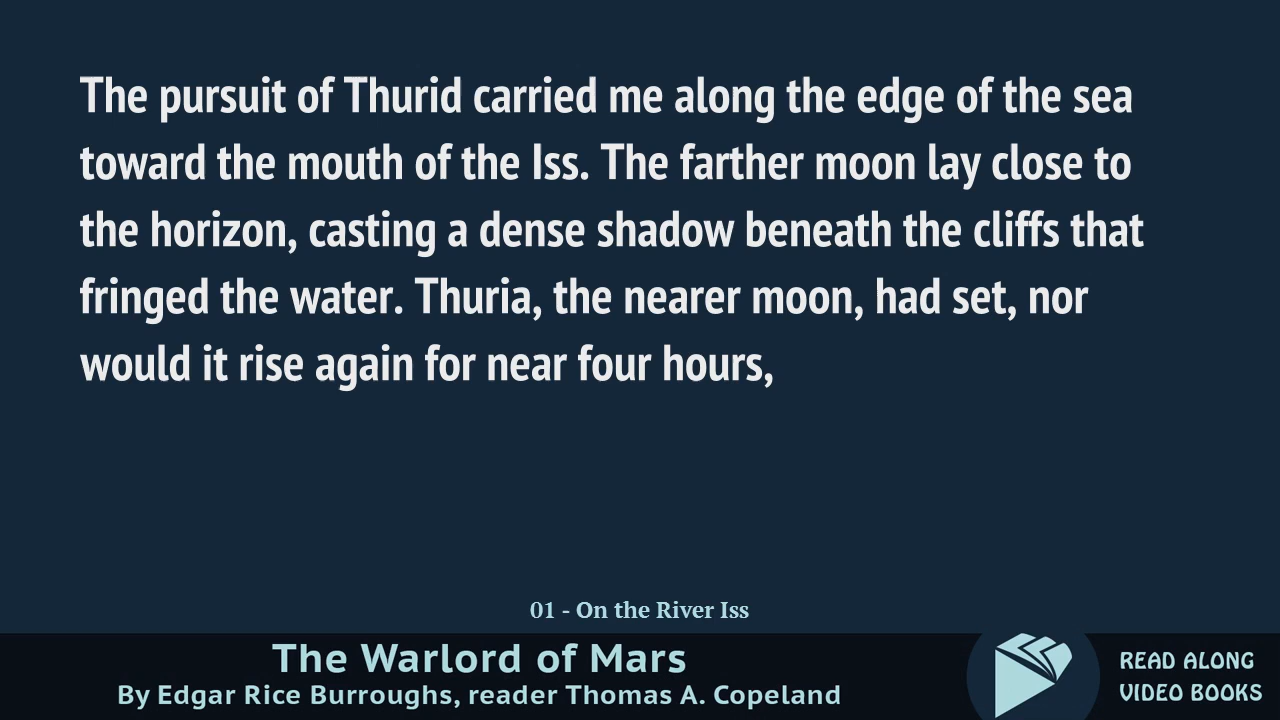 The pursuit of Thurid carried me along the edge of the sea
toward the mouth of the Iss. The farther moon lay close to
the horizon, casting a dense shadow beneath the cliffs that
fringed the water. Thuria, the nearer moon, had set, nor
would it rise again for near four hours,
01 - On the River Iss
The Warlord of Mars
By Edgar Rice Burroughs, reader Thomas A. Copeland
READ ALONG
VIDEO BOOKS